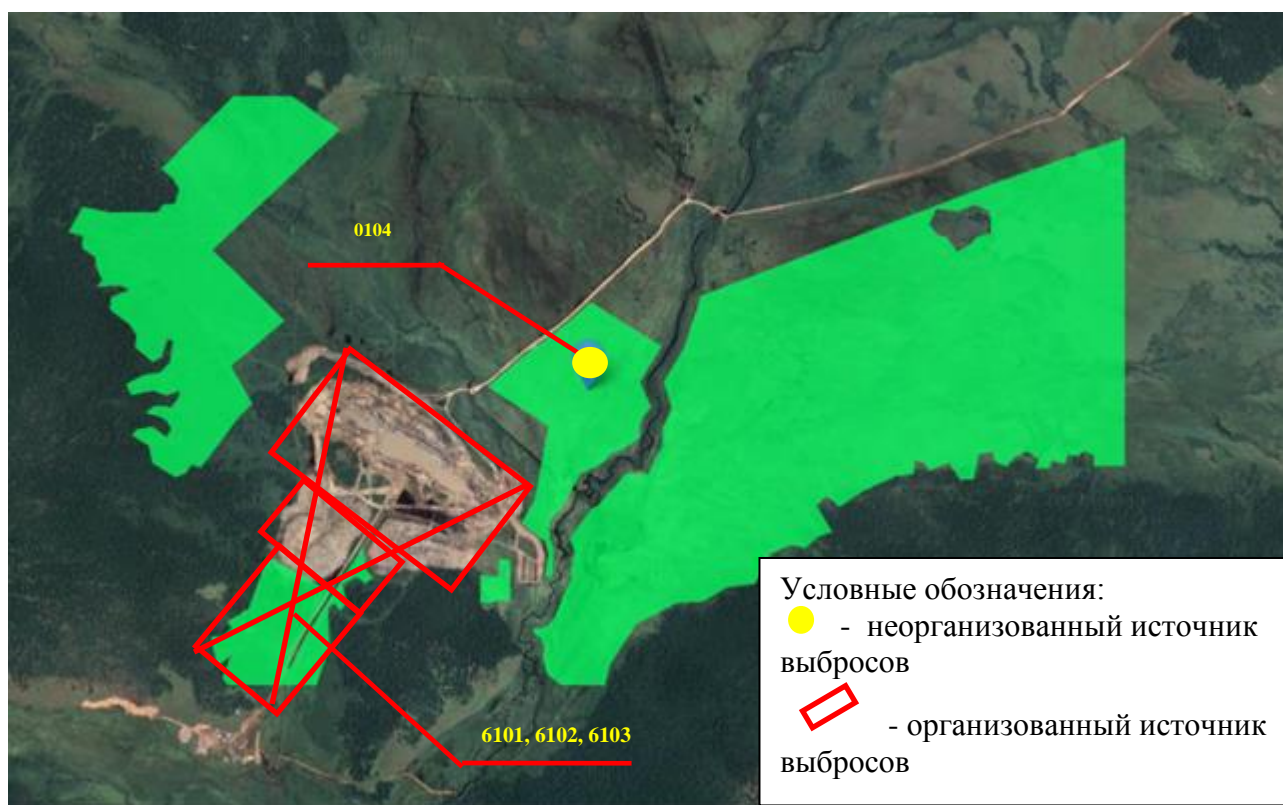 0104
6101, 6102, 6103
Условные обозначения:
- неорганизованный источник
выбросов
- организованный источник
выбросов